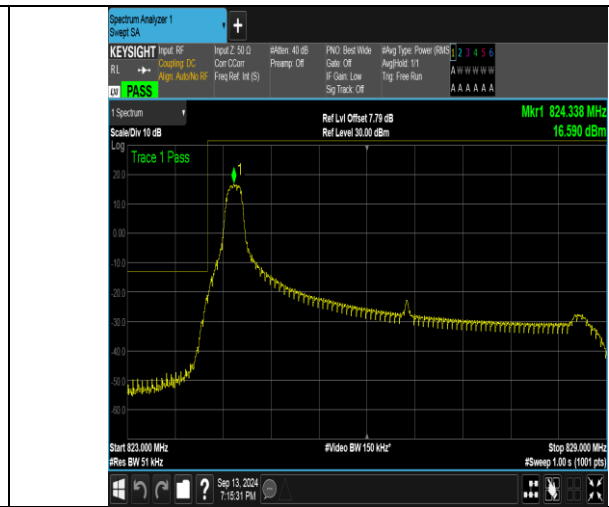 Spectrum Analyzer 1
Swept SA
+
KEYSIGHT
RL
PASS
Input: RF
Coupling: DC
Align: Auto/No RF
Input Z: 50 Ω
Corr CCorr
Freq Ref: Int (S)
#Atten: 40 dB
Preamp: Off
PNO: Best Wide
Gate: Off
IF Gain: Low
Sig Track: Off
#Avg Type: Power (RMS
Avg|Hold: 1/1
Trig: Free Run
1 2 3 4 5 6
A W W W W W
A A A A A A
1 Spectrum
Scale/Div 10 dB
Ref Lvl Offset 7.79 dB
Ref Level 30.00 dBm
Mkr1 824.338 MHz
16.590 dBm
Log
Trace 1 Pass
1
20.0
10.0
0.00
-10.0
-20.0
-30.0
-40.0
-50.0
-60.0
Start 823.000 MHz
#Video BW 150 kHz*
Stop 829.000 MHz
#Res BW 51 kHz
#Sweep 1.00 s (1001 pts)
?
Sep 13, 2024
7:15:31 PM